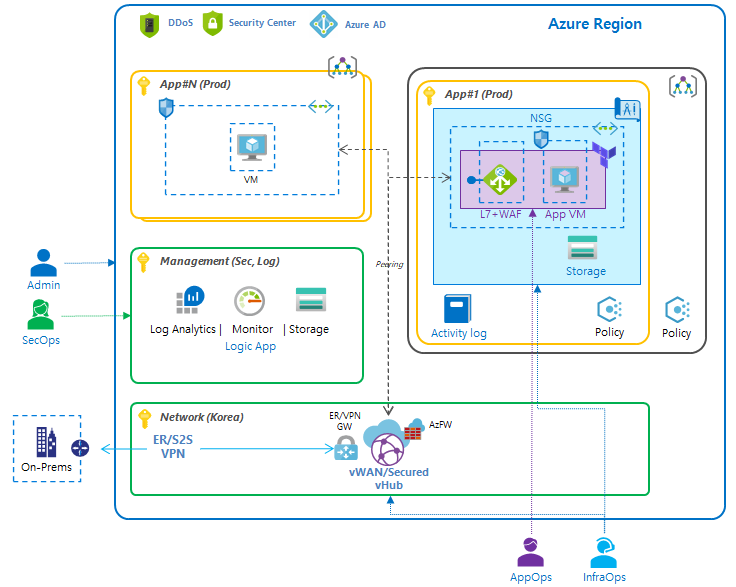 DDoS
Security Center
Azure AD
Azure Region
App#N (Prod)
VM
App#1 (Prod)
NSG
L7+WAF
App VM
Storage
Activity log
Policy
Policy
Peering
Admin
SecOps
Management (Sec, Log)
Log Analytics | Monitor | Storage
Logic App
Network (Korea)
ER/VPN
GW
AzFW
ER/S2S
VPN
vWAN/Secured
vHub
On-Prems
AppOps
InfraOps